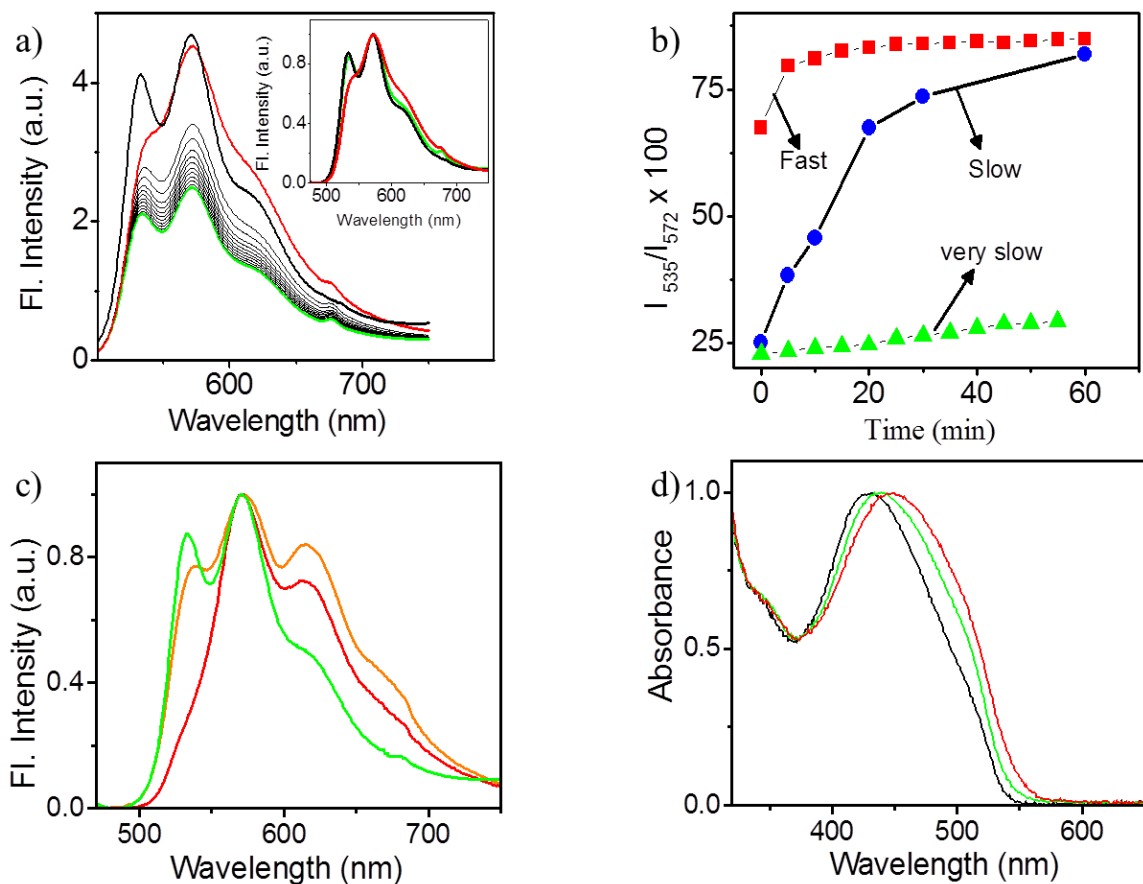 a)
Fl. Intensity (a.u.)
4
2
0
600
700
Wavelength (nm)
Fl. Intensity (a.u.)
0.8
0.4
0.0
500
600
700
Wavelength (nm)
b)
I 535/I 572 x 100
75
50
25
0
20
40
60
Time (min)
Fast
Slow
very slow
c)
Fl. Intensity (a.u.)
0.8
0.4
0.0
500
600
700
Wavelength (nm)
d)
Absorbance
1.0
0.5
0.0
400
500
600
Wavelength (nm)